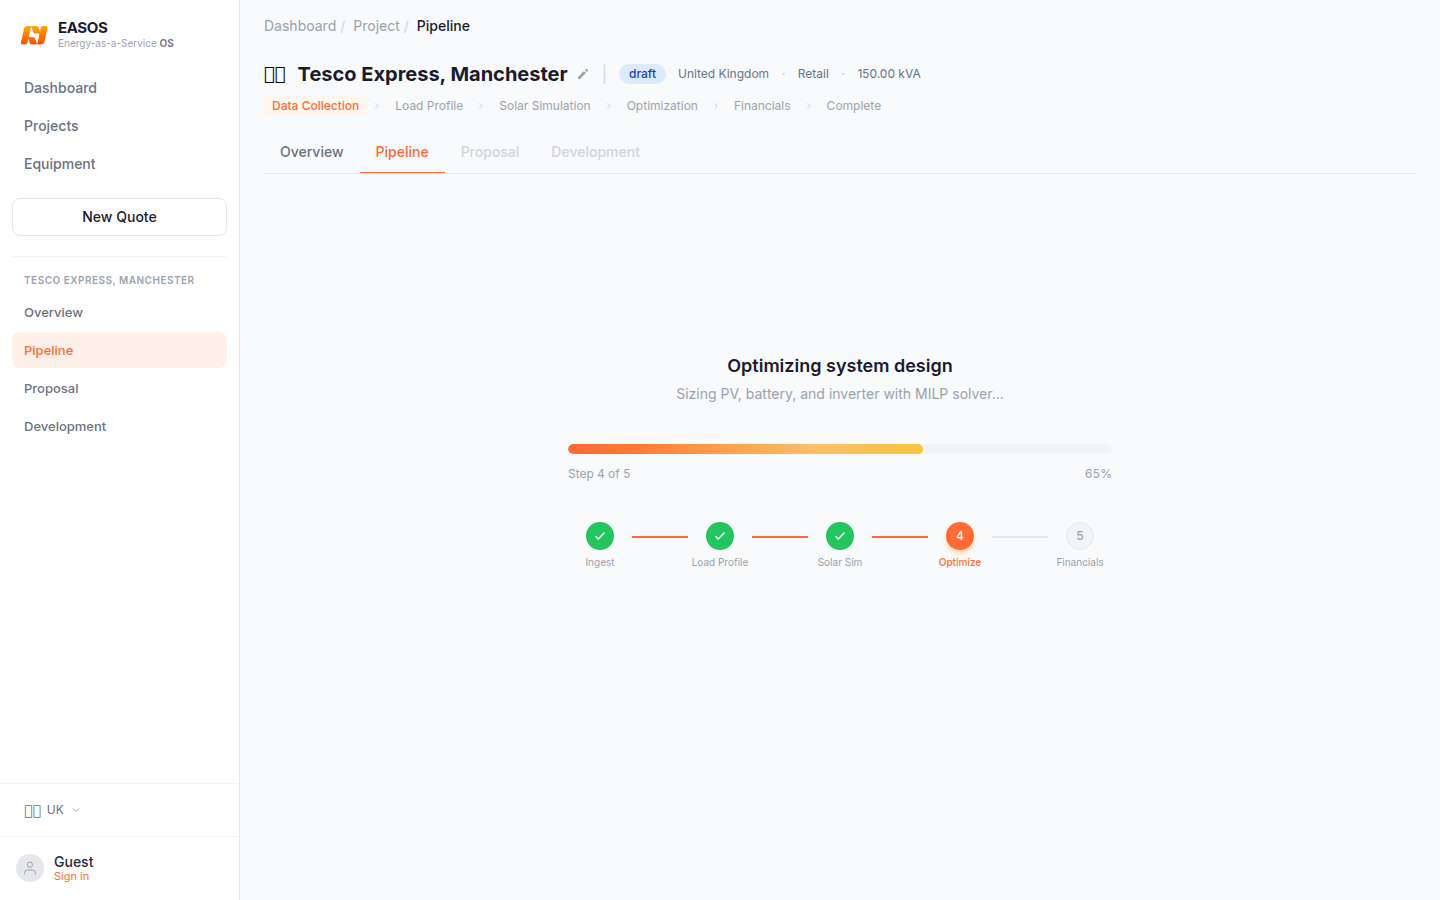 EASOS
Energy-as-a-Service OS
Dashboard
Projects
Equipment
New Quote
TESCO EXPRESS, MANCHESTER
Overview
Pipeline
Proposal
Development
UK
Guest
Sign in
Dashboard / Project / Pipeline
Tesco Express, Manchester draft United Kingdom · Retail · 150.00 kVA
Data Collection › Load Profile › Solar Simulation › Optimization › Financials › Complete
Overview Pipeline Proposal Development
Optimizing system design
Sizing PV, battery, and inverter with MILP solver...
Step 4 of 5 65%
4 5
Ingest Load Profile Solar Sim Optimize Financials